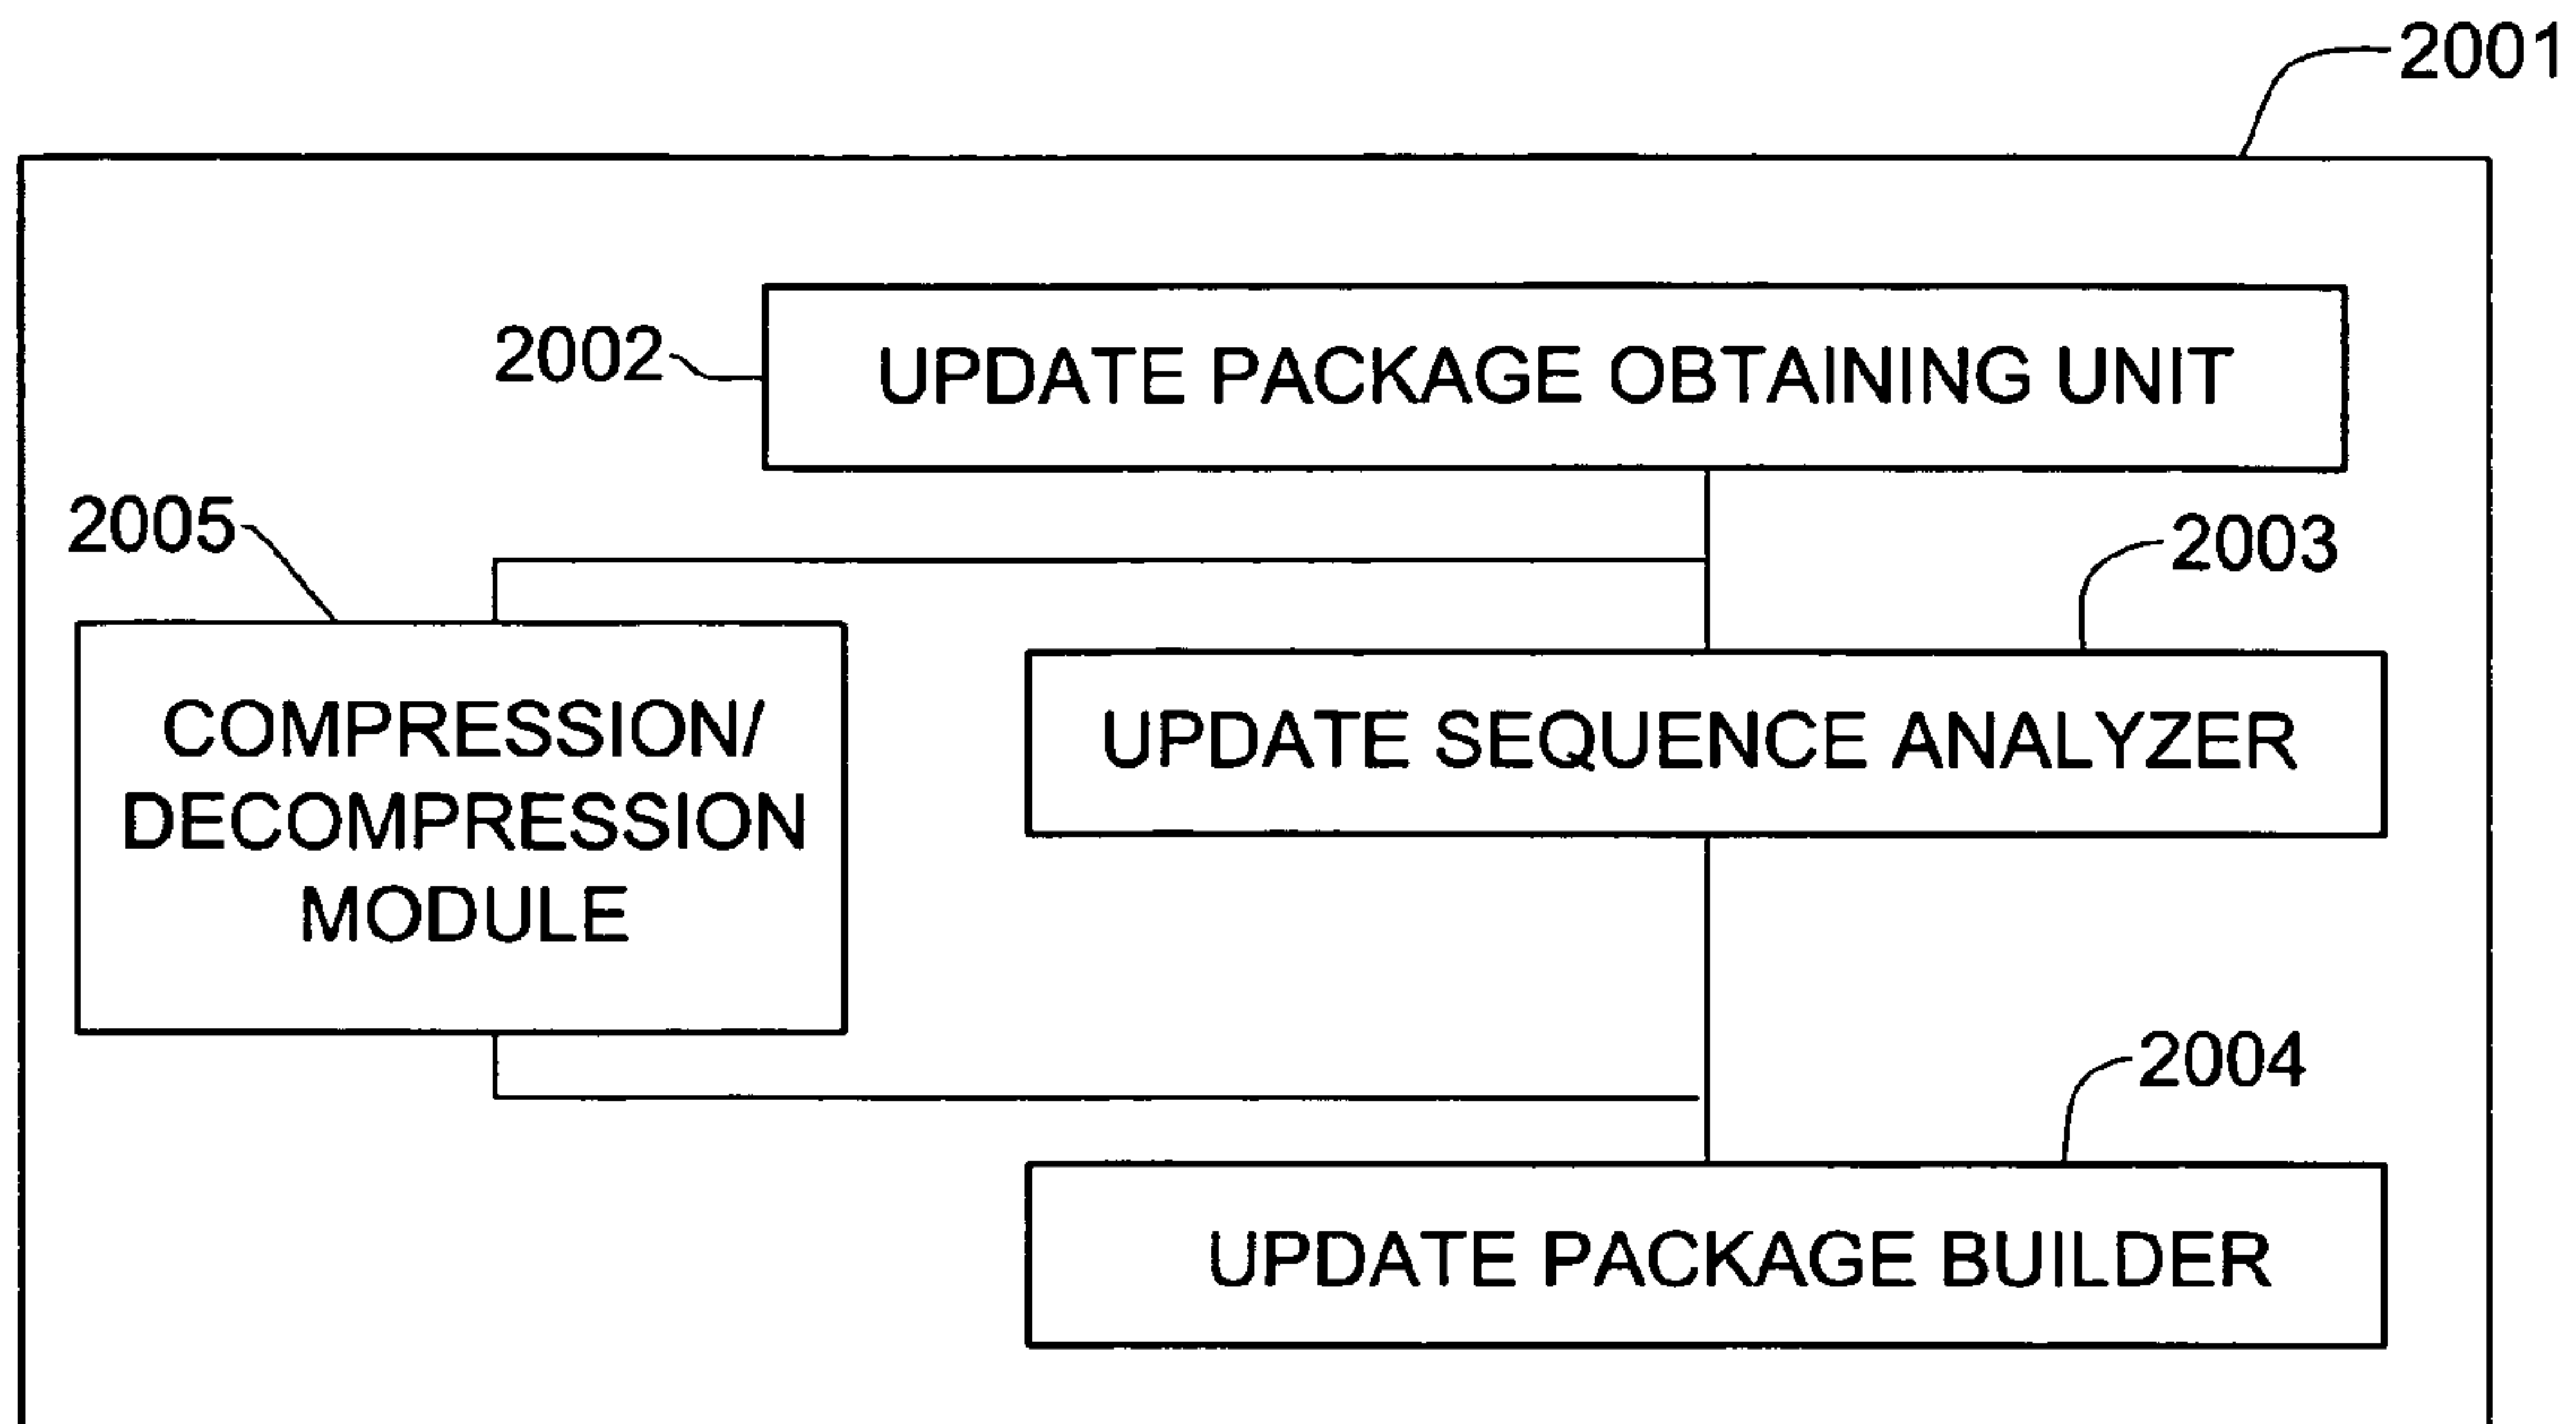 2001
2002
UPDATE PACKAGE OBTAINING UNIT
2005
2003
COMPRESSION/
DECOMPRESSION
MODULE
UPDATE SEQUENCE ANALYZER
2004
UPDATE PACKAGE BUILDER